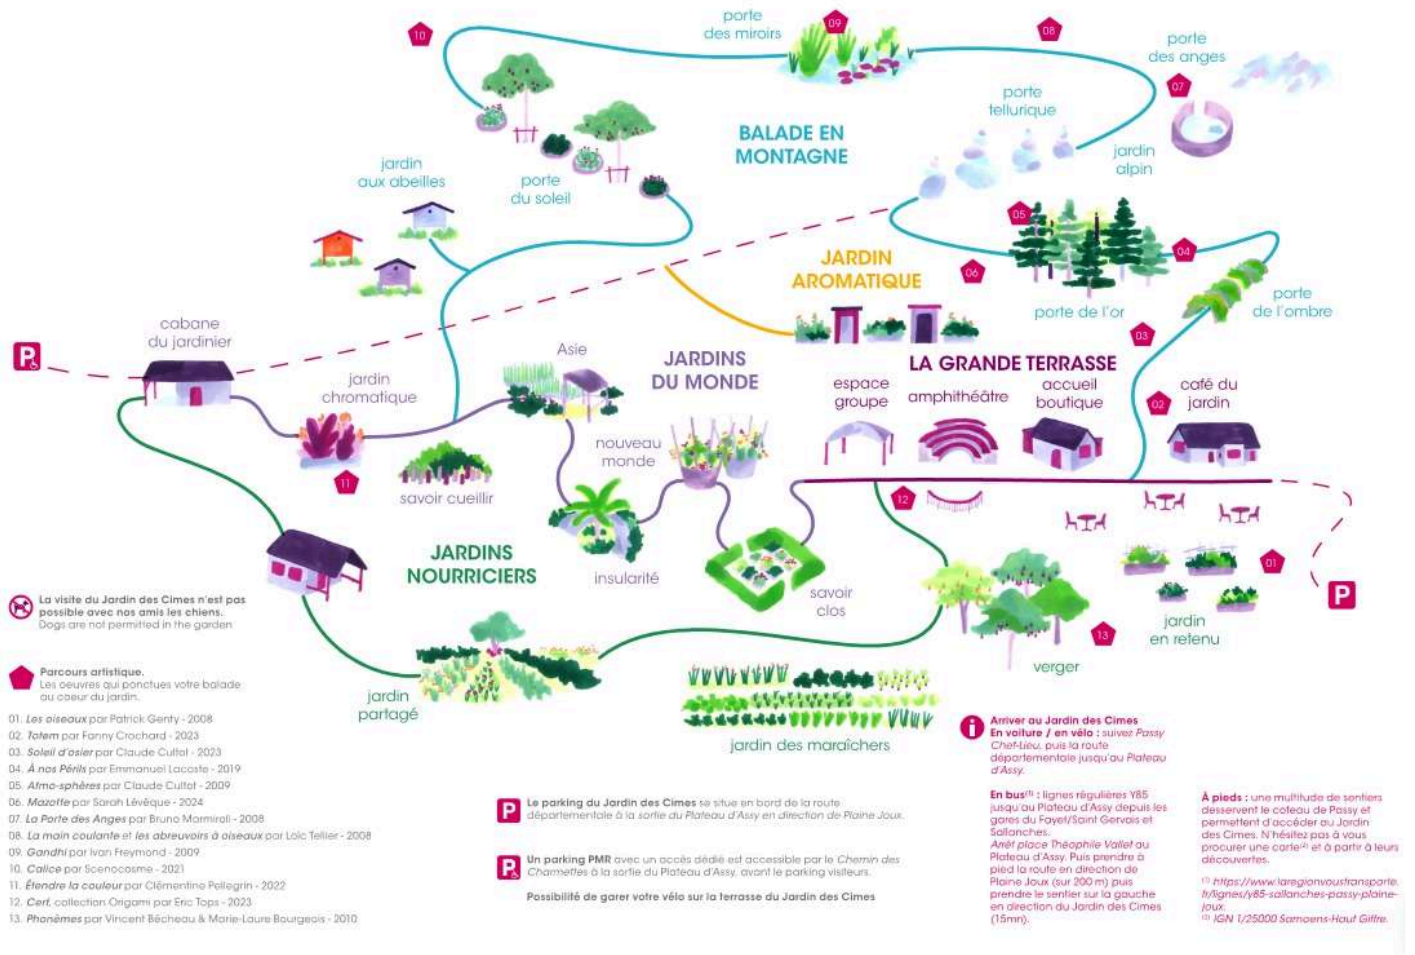 10
porte
des miroirs
09
08
porte
des anges
07
porte
tellurique
BALADE EN
MONTAGNE
jardin
alpin
jardin
aux abeilles
porte
du soleil
05
04
JARDIN
AROMATIQUE
06
porte de l'or
porte
de l'ombre
03
cabane
du jardinier
P
Asie
JARDINS
DU MONDE
LA GRANDE TERRASSE
jardin
chromatique
espace
groupe
amphithéâtre
accueil
boutique
café du
jardin
02
nouveau
monde
11
savoir cueillir
12
JARDINS
NOURRICIERS
insularité
savoir
clos
01
P
jardin
en retenu
13
verger
jardin
partagé
jardin des maraîchers
La visite du Jardin des Cimes n'est pas
possible avec nos amis les chiens.
Dogs are not permitted in the garden
Parcours artistique.
Les oeuvres qui ponctues votre balade
au coeur du jardin.
01. Les oiseaux par Patrick Genty - 2008
02. Totem par Fanny Crochard - 2023
03. Soleil d'osier par Claude Cultot - 2023
04. À nos Périls par Emmanuel Lacoste - 2019
05. Atmo-sphères par Claude Cultot - 2009
06. Mazotte par Sarah Lévêque - 2024
07. La Porte des Anges par Bruno Marmiroli - 2008
08. La main coulante et les abreuvoirs à oiseaux par Loïc Tellier - 2008
09. Gandhi par Ivan Freymond - 2009
10. Calice par Scenocosme - 2021
11. Étendre la couleur par Clémentine Pellegrin - 2022
12. Cerf, collection Origami par Eric Tops - 2023
13. Phonèmes par Vincent Bécheau & Marie-Laure Bourgeois - 2010
P
Le parking du Jardin des Cimes se situe en bord de la route
départementale à la sortie du Plateau d'Assy en direction de Plaine Joux.
P
Un parking PMR avec un accès dédié est accessible par le Chemin des
Charmettes à la sortie du Plateau d'Assy, avant le parking visiteurs.
Possibilité de garer votre vélo sur la terrasse du Jardin des Cimes
i
Arriver au Jardin des Cimes
En voiture / en vélo : suivez Passy
Chef-Lieu, puis la route
départementale jusqu'au Plateau
d'Assy.
En bus(1) : lignes régulières Y85
jusqu'au Plateau d'Assy depuis les
gares du Fayet/Saint Gervais et
Sallanches.
Arrêt place Théophile Vallet au
Plateau d'Assy. Puis prendre à
pied la route en direction de
Plaine Joux (sur 200 m) puis
prendre le sentier sur la gauche
en direction du Jardin des Cimes
(15mn).
À pieds : une multitude de sentiers
desservent le coteau de Passy et
permettent d'accéder au Jardin
des Cimes. N'hésitez pas à vous
procurer une carte(2) et à partir à leurs
découvertes.
(1) https://www.laregionvoustransporte.
fr/lignes/y85-sallanches-passy-plaine-
joux.
(2) IGN 1/25000 Samoens-Haut Giffre.